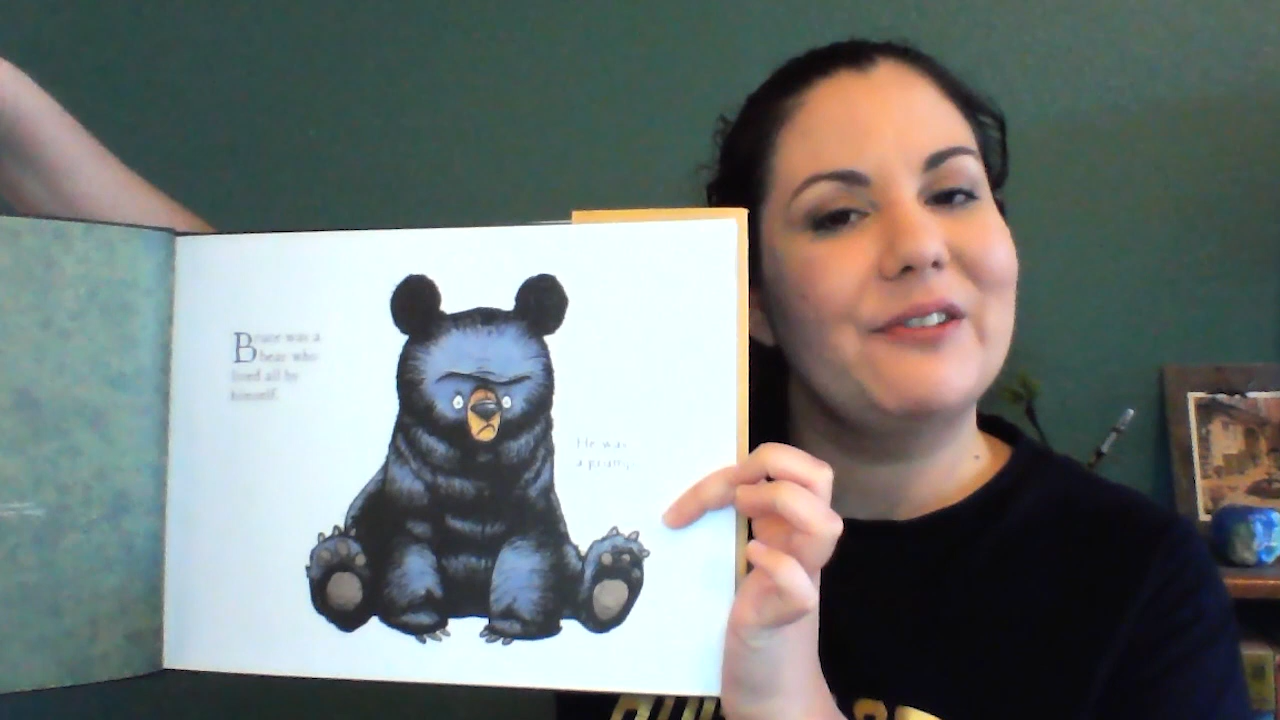 Bruce was a
bear who
lived all by
himself.
He was
a grump.